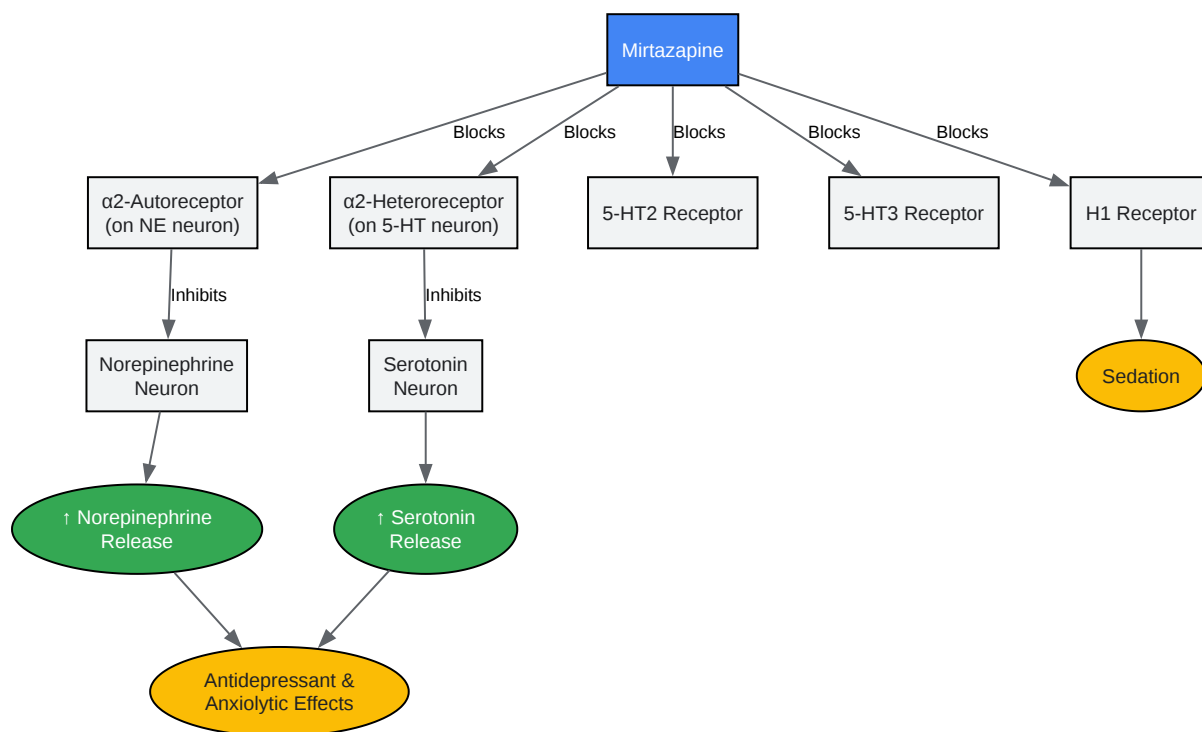 Mirtazapine
Blocks
Blocks
Blocks
Blocks
Blocks
α2-Autoreceptor
(on NE neuron)
α2-Heteroreceptor
(on 5-HT neuron)
5-HT2 Receptor
5-HT3 Receptor
H1 Receptor
Inhibits
Inhibits
Norepinephrine
Neuron
Serotonin
Neuron
Sedation
↑ Norepinephrine
Release
↑ Serotonin
Release
Antidepressant &
Anxiolytic Effects